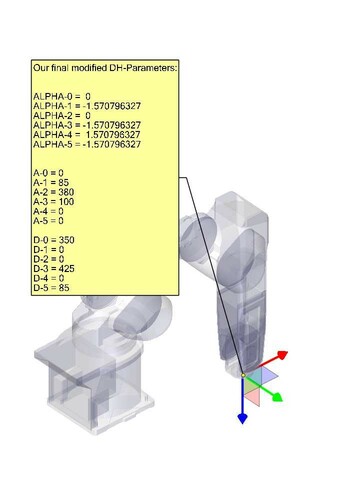 Our final modified DH-Parameters:
ALPHA-0 = 0
ALPHA-1 = -1.570796327
ALPHA-2 = 0
ALPHA-3 = -1.570796327
ALPHA-4 = 1.570796327
ALPHA-5 = -1.570796327
A-0 = 0
A-1 = 85
A-2 = 380
A-3 = 100
A-4 = 0
A-5 = 0
D-0 = 350
D-1 = 0
D-2 = 0
D-3 = 425
D-4 = 0
D-5 = 85